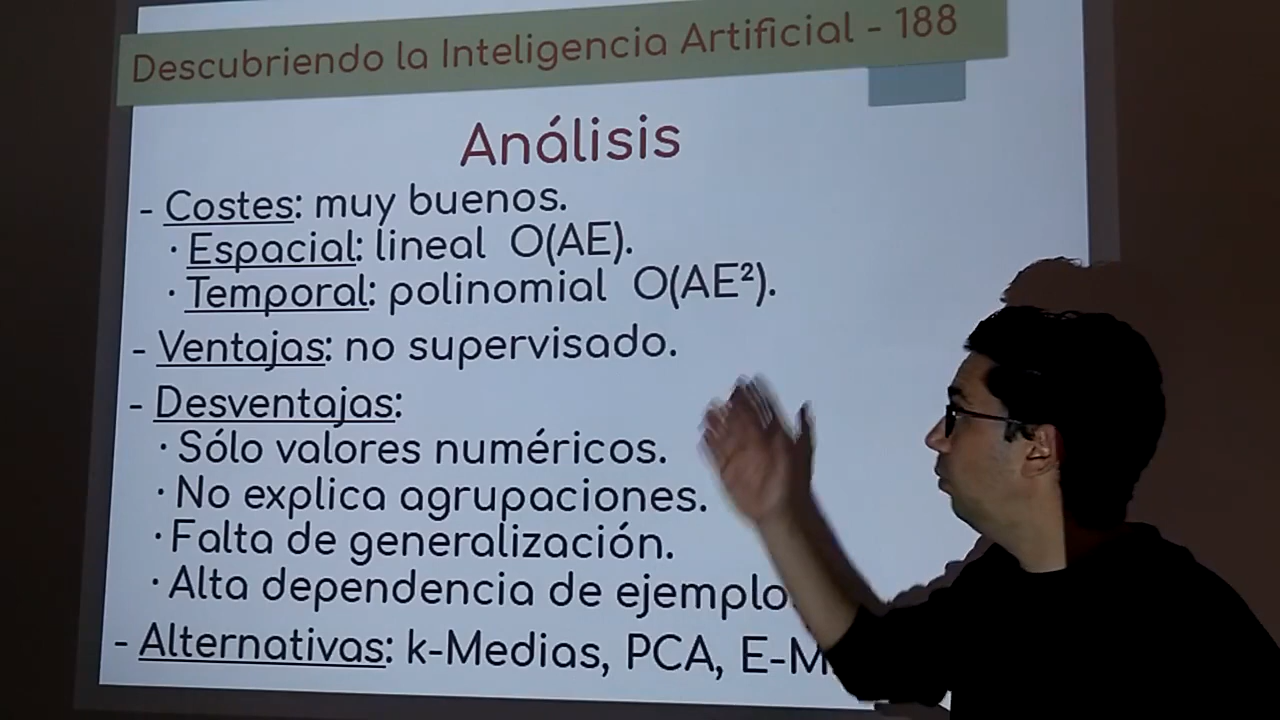 Descubriendo la Inteligencia Artificial - 188
Análisis
- Costes: muy buenos.
· Espacial: lineal O(AE).
· Temporal: polinomial O(AE²).
- Ventajas: no supervisado.
- Desventajas:
· Sólo valores numéricos.
· No explica agrupaciones.
· Falta de generalización.
· Alta dependencia de ejemplo
- Alternativas: k-Medias, PCA, E-M